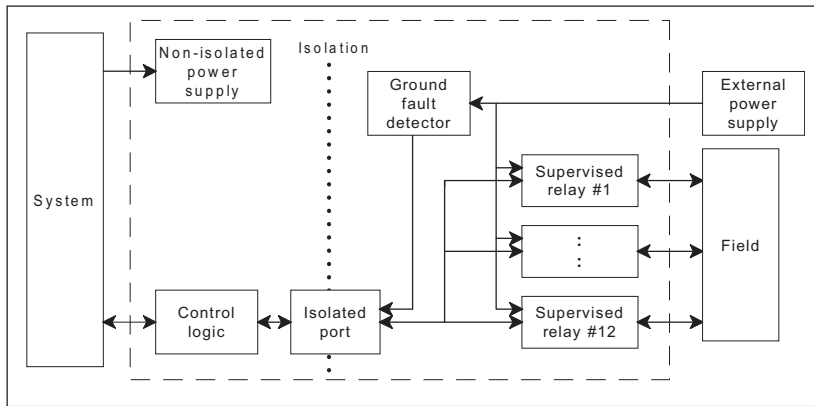 Non-isolated
power
supply
Isolation
Ground
fault
detector
External
power
supply
System
Supervised
relay #1
:
:
Field
Control
logic
Isolated
port
Supervised
relay #12